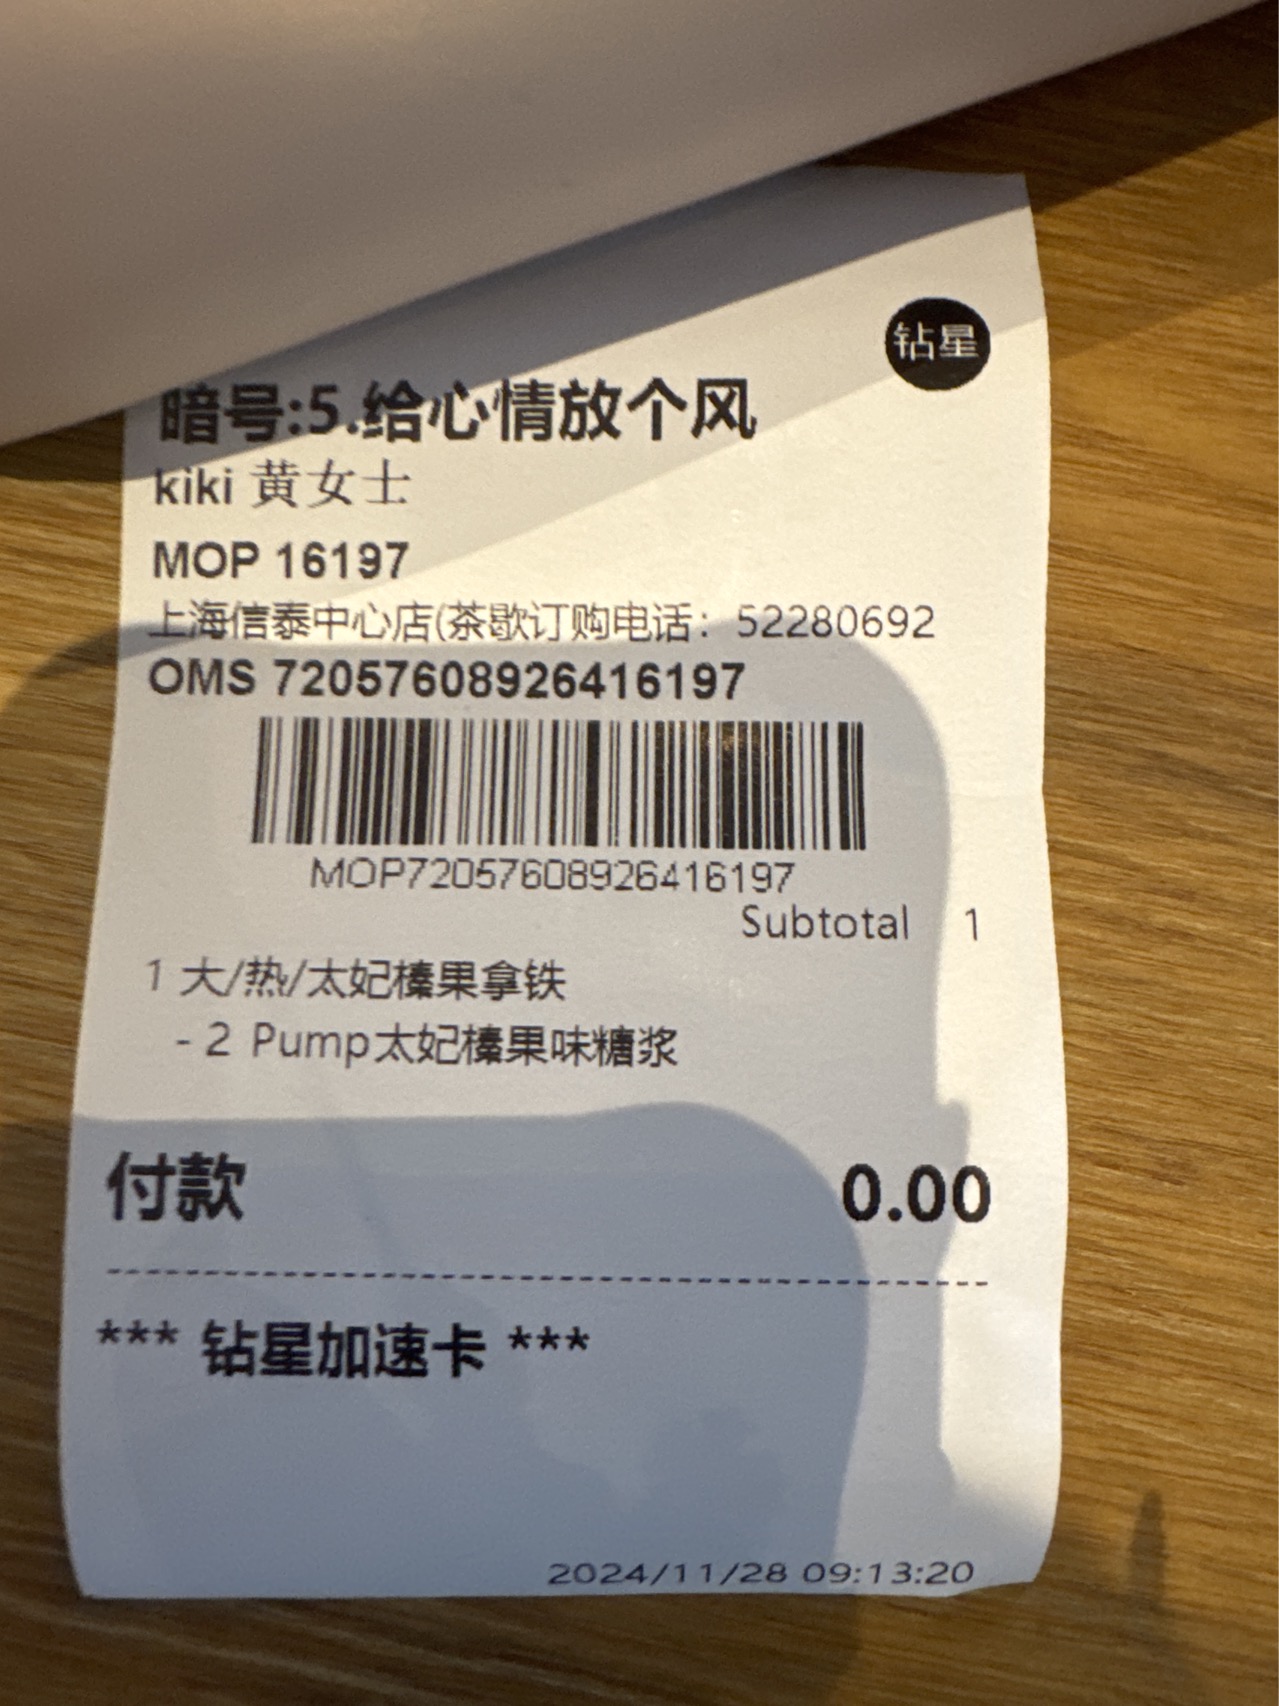 钻星
暗号:5.给心情放个风
kiki 黄女士
MOP 16197
上海信泰中心店(茶歇订购电话：52280692
OMS 72057608926416197
MOP72057608926416197
Subtotal 1
1 大/热/太妃榛果拿铁
- 2 Pump太妃榛果味糖浆
付款 0.00
*** 钻星加速卡 ***
2024/11/28 09:13:20